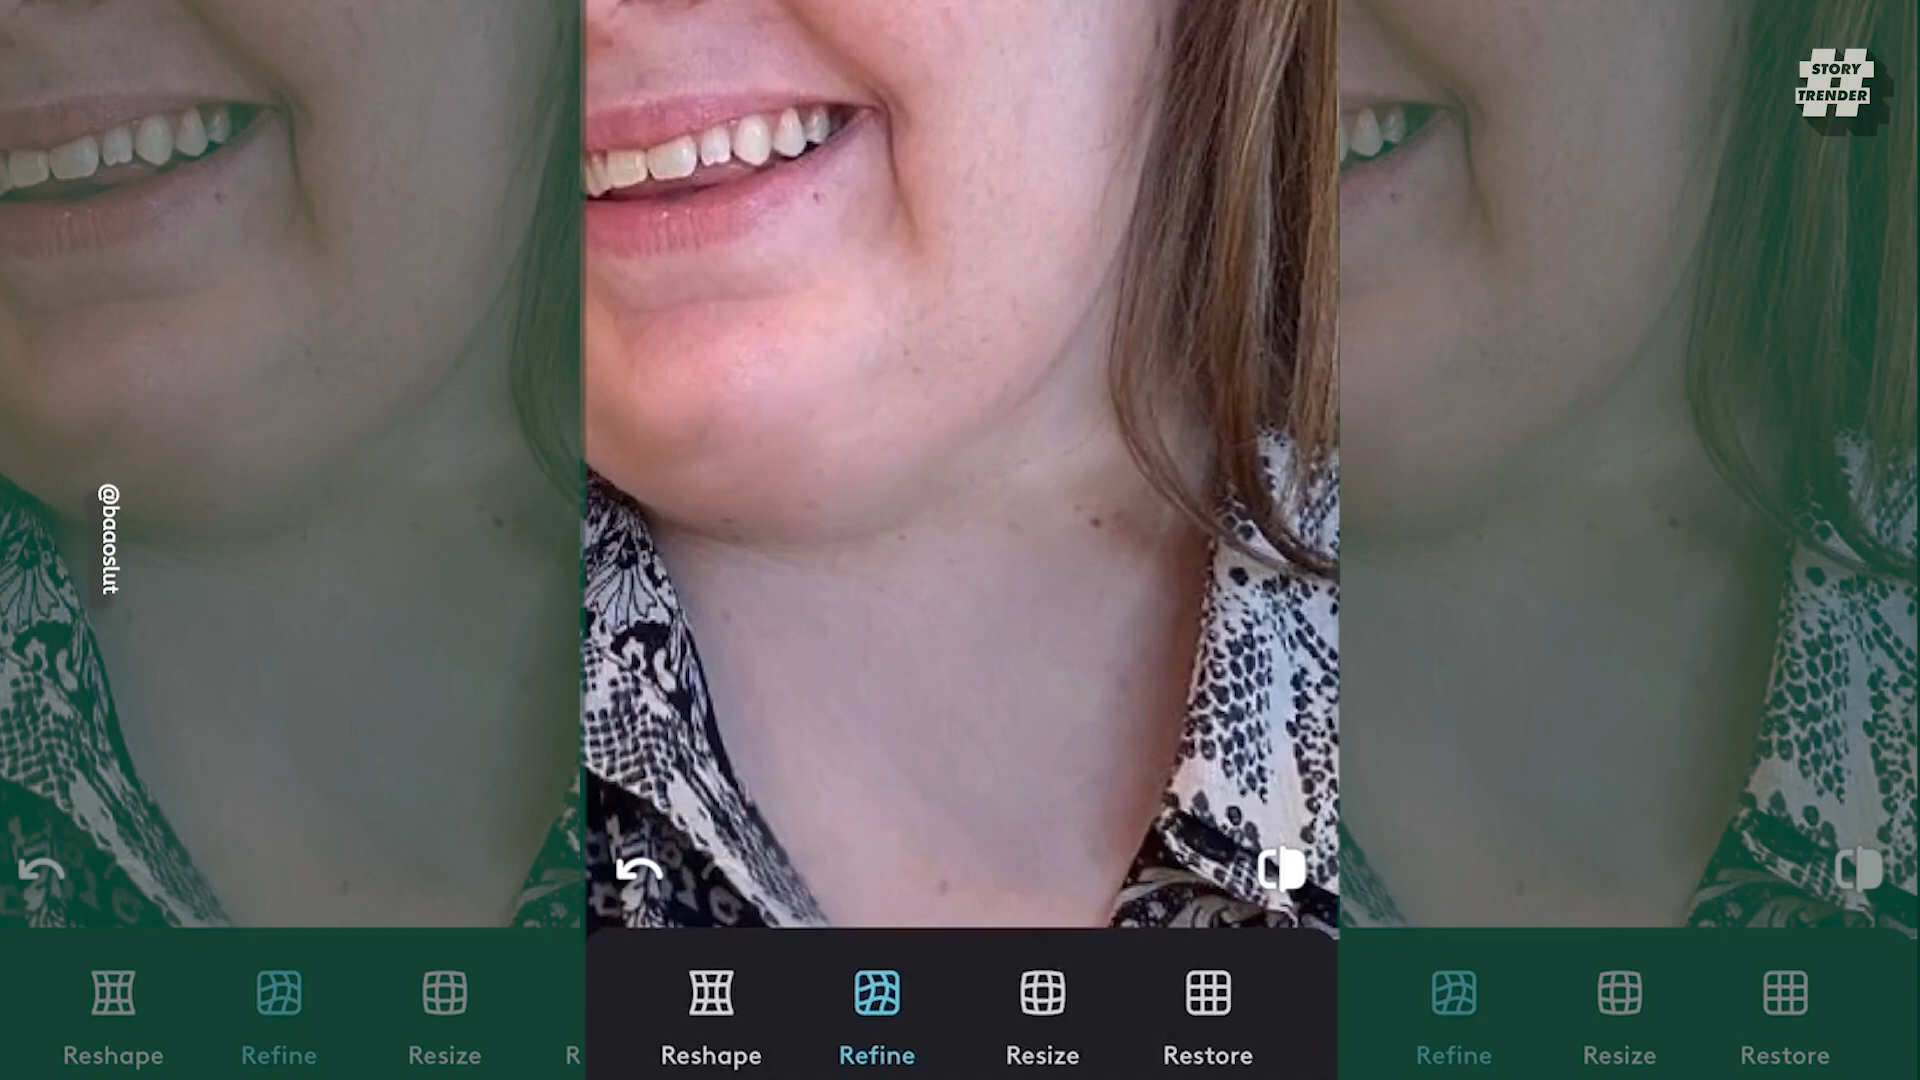 STORY
TRENDER
@baaoslut
Reshape
Refine
Resize
R
Reshape
Refine
Resize
Restore
Refine
Resize
Restore